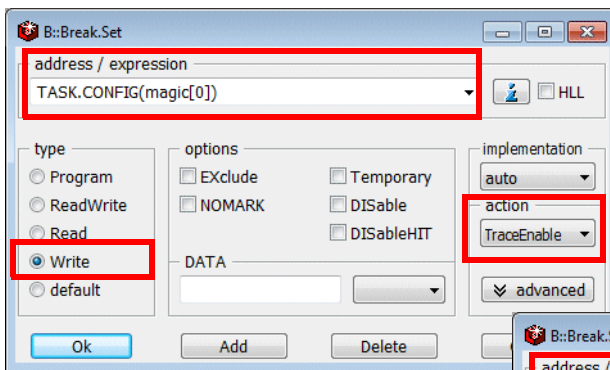 B::Break.Set
address / expression
TASK.CONFIG(magic[0])
i
HLL
type
options
implementation
Program
EXclude
Temporary
auto
ReadWrite
NOMARK
DISable
action
Read
DISableHIT
TraceEnable
Write
DATA
default
advanced
Ok
Add
Delete
B::Break.
address /